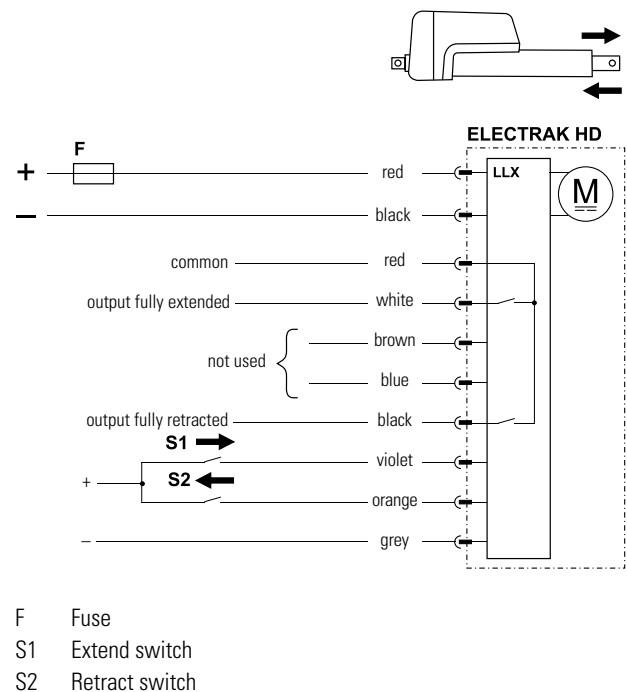 ELECTRAK HD
F
+ red LLX
M
– black
common red
output fully extended white
not used brown
blue
output fully retracted black
S1
violet
+ S2
orange
– grey
F Fuse
S1 Extend switch
S2 Retract switch